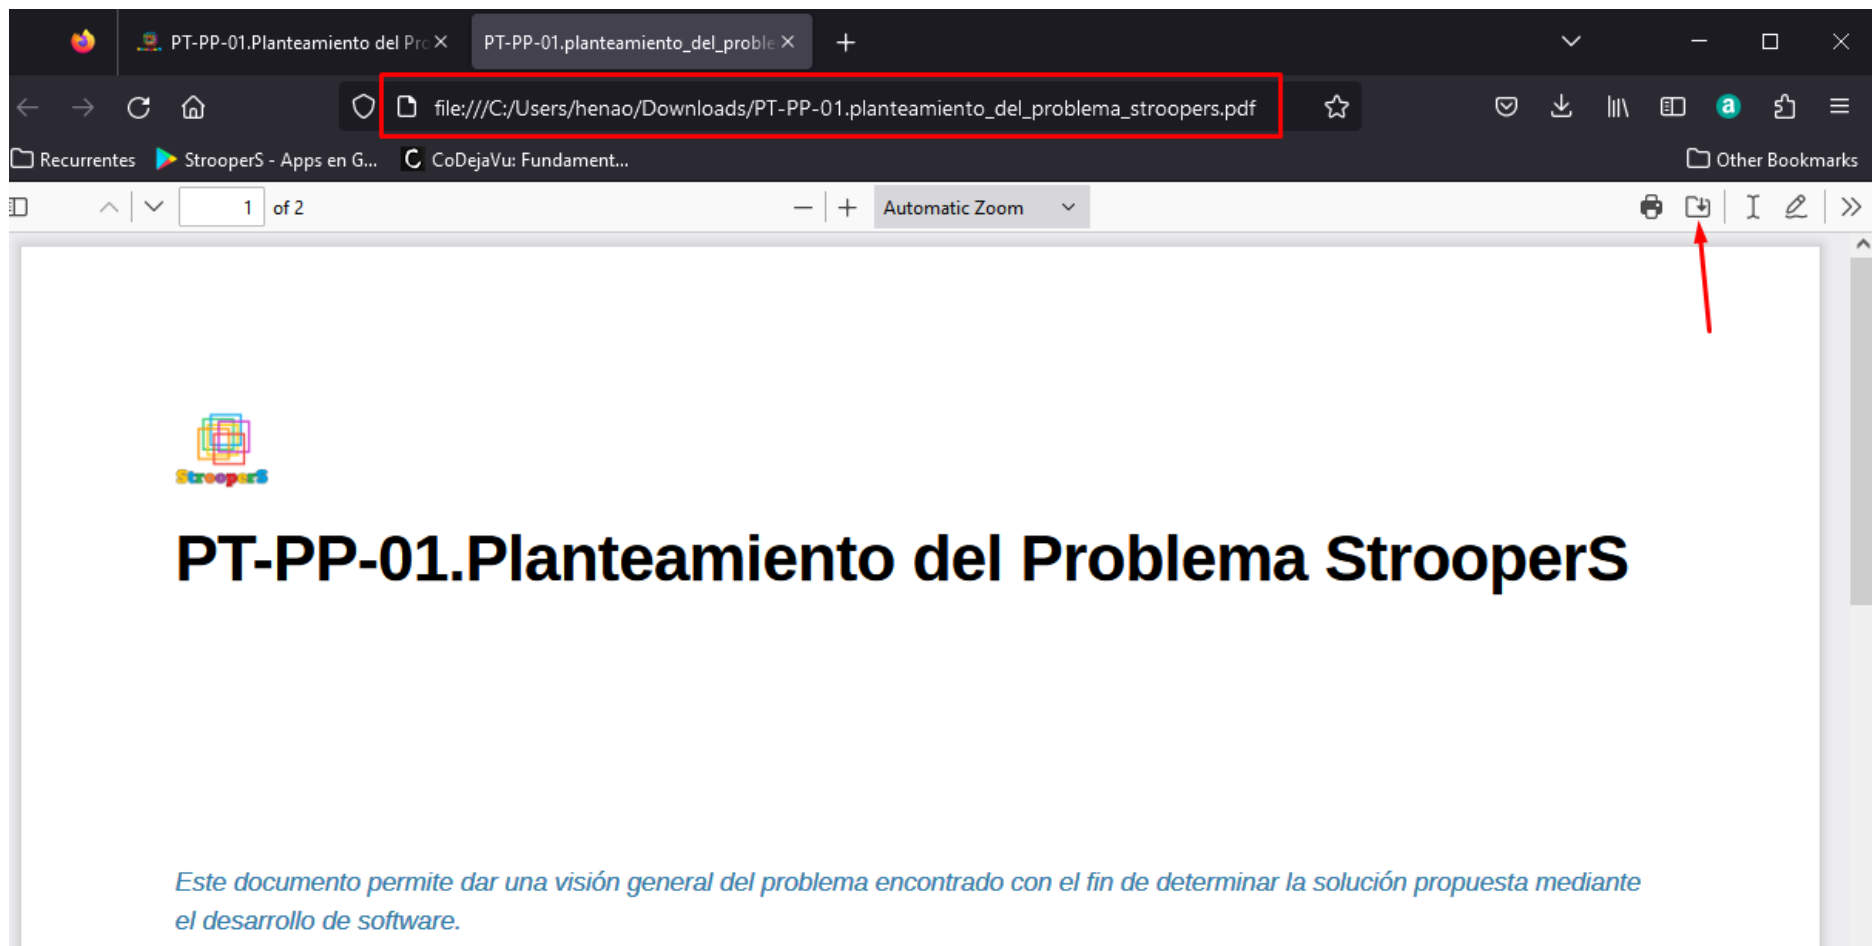 PT-PP-01.Planteamiento del Pro
PT-PP-01.planteamiento_del_proble
file:///C:/Users/henao/Downloads/PT-PP-01.planteamiento_del_problema_stroopers.pdf
a
Recurrentes
StrooperS - Apps en G...
C CoDejaVu: Fundament...
Other Bookmarks
1 of 2
Automatic Zoom
StrooperS
PT-PP-01.Planteamiento del Problema StrooperS
Este documento permite dar una visión general del problema encontrado con el fin de determinar la solución propuesta mediante
el desarrollo de software.